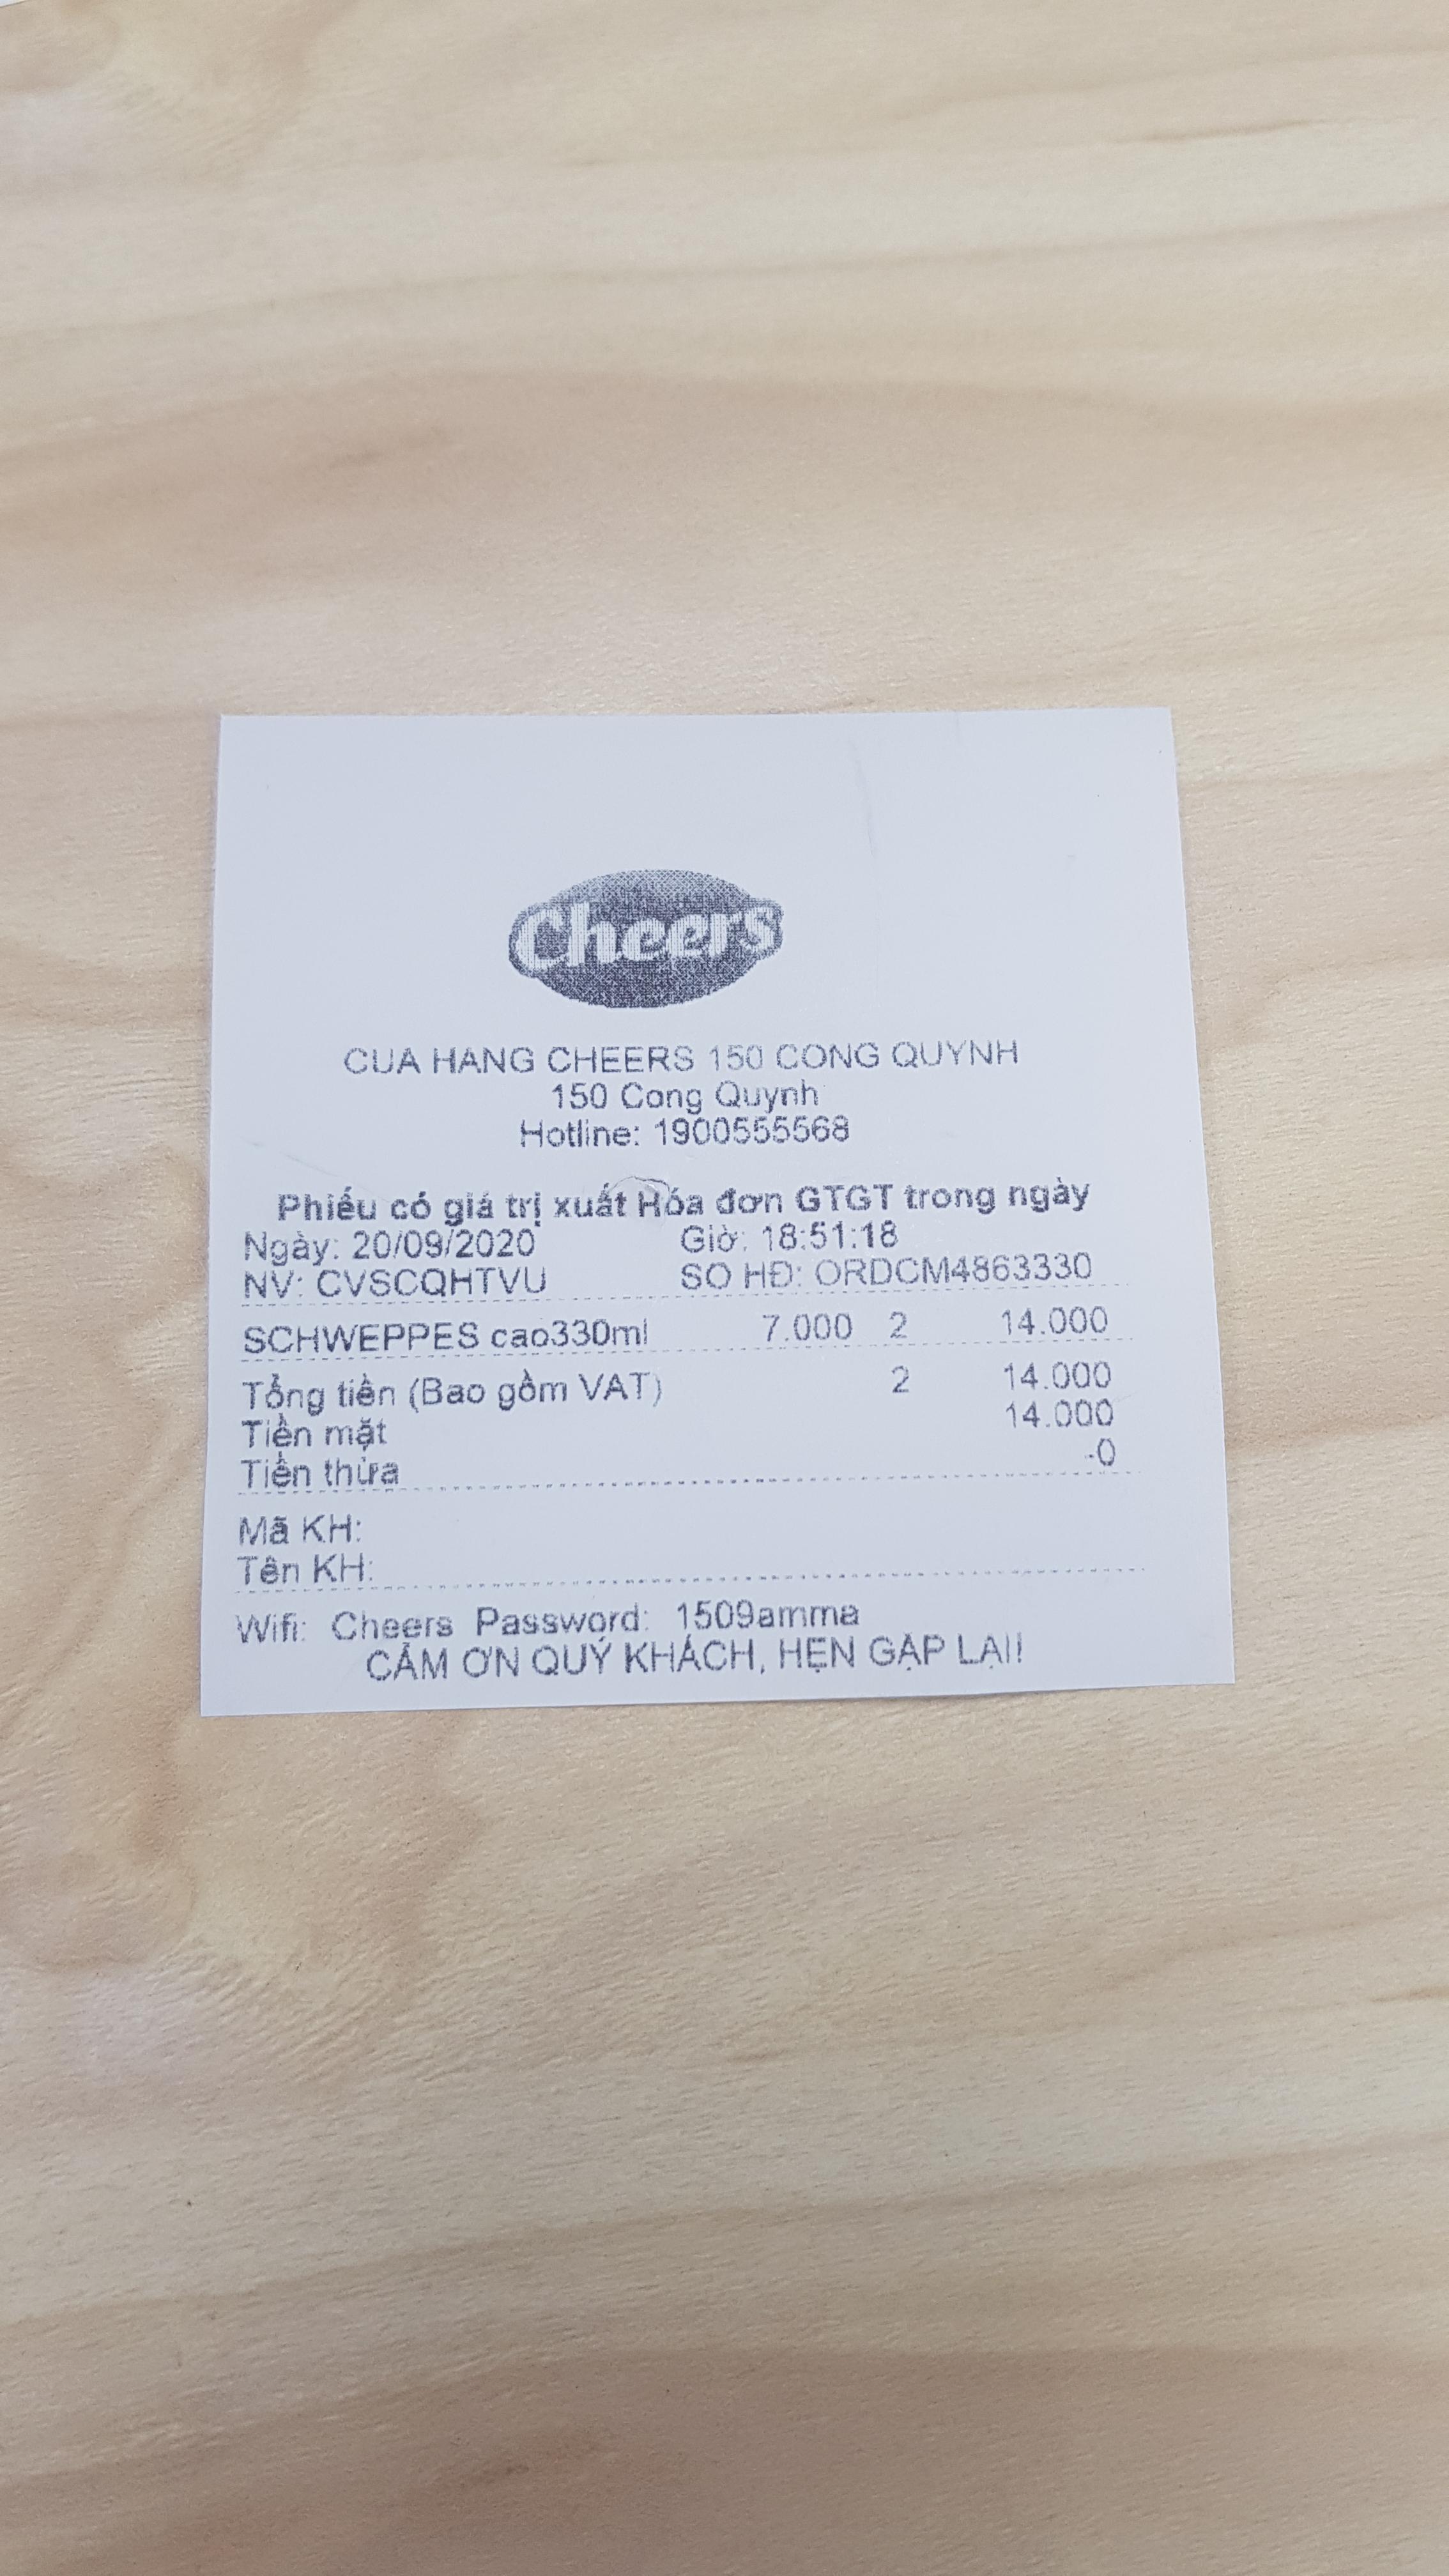 Cheers
CUA HANG CHEERS 150 CONG QUYNH
150 Cong Quynh
Hotline: 1900555568
Phiếu có giá trị xuất Hóa đơn GTGT trong ngày
Ngày: 20/09/2020 Giờ: 18:51:18
NV: CVSCQHTVU SO HĐ: ORDCM4863330
SCHWEPPES cao330ml 7.000 2 14.000
Tổng tiền (Bao gồm VAT) 2 14.000
Tiền mặt 14.000
Tiền thừa -0
Mã KH:
Tên KH:
Wifi: Cheers Password: 1509amma
CẢM ƠN QUÝ KHÁCH, HẸN GẶP LẠI!